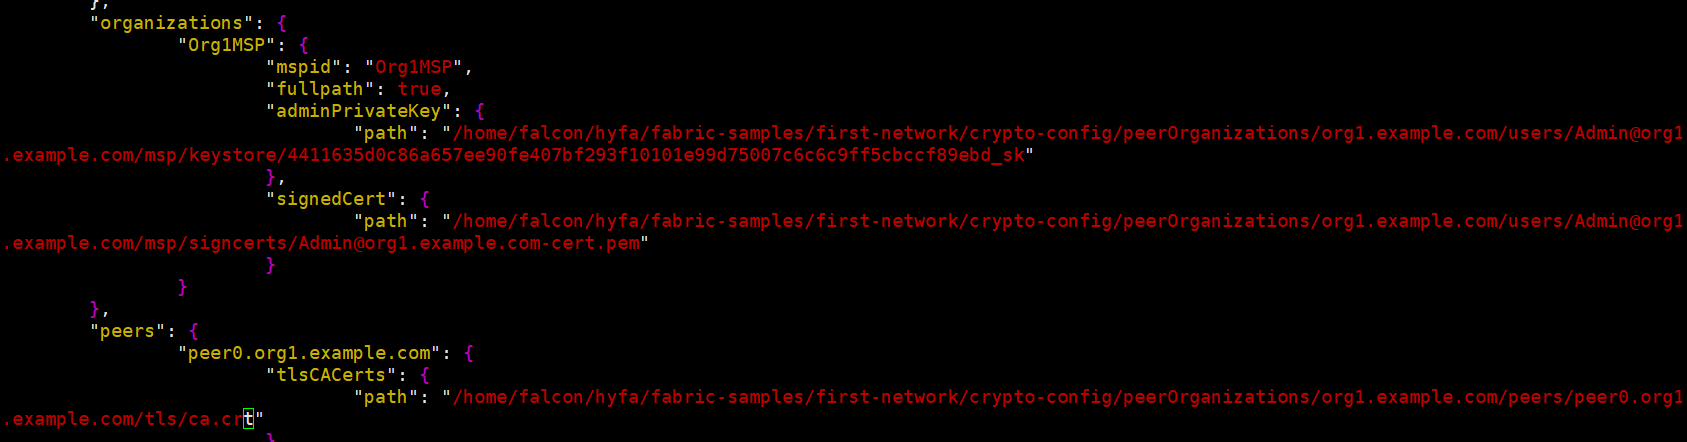 },
"organizations": {
"Org1MSP": {
"mspid": "Org1MSP",
"fullpath": true,
"adminPrivateKey": {
"path": "/home/falcon/hyfa/fabric-samples/first-network/crypto-config/peerOrganizations/org1.example.com/users/Admin@org1
.example.com/msp/keystore/4411635d0c86a657ee90fe407bf293f10101e99d75007c6c6c9ff5cbccf89ebd_sk"
},
"signedCert": {
"path": "/home/falcon/hyfa/fabric-samples/first-network/crypto-config/peerOrganizations/org1.example.com/users/Admin@org1
.example.com/msp/signcerts/Admin@org1.example.com-cert.pem"
}
}
},
"peers": {
"peer0.org1.example.com": {
"tlsCACerts": {
"path": "/home/falcon/hyfa/fabric-samples/first-network/crypto-config/peerOrganizations/org1.example.com/peers/peer0.org1
.example.com/tls/ca.crt"
}